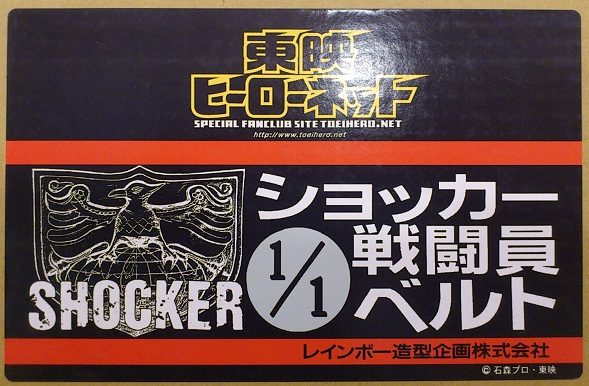 東映
ヒーローネット
SPECIAL FANCLUB SITE TOEIHERO.NET
http://www.toeihero.net
ショッカー
1/1
戦闘員
ベルト
SHOCKER
レインボー造型企画株式会社
©石森プロ・東映